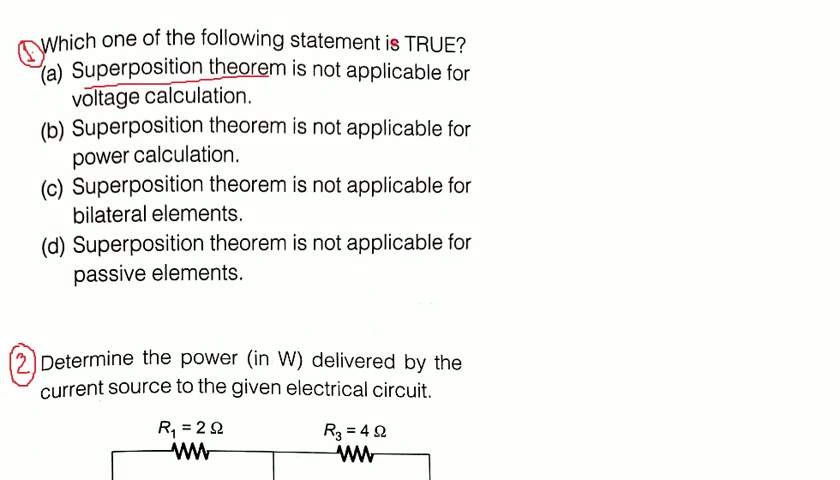 1. Which one of the following statement is TRUE?
(a) Superposition theorem is not applicable for
voltage calculation.
(b) Superposition theorem is not applicable for
power calculation.
(c) Superposition theorem is not applicable for
bilateral elements.
(d) Superposition theorem is not applicable for
passive elements.
2 Determine the power (in W) delivered by the
current source to the given electrical circuit.
R₁ = 2 Ω R₃ = 4 Ω